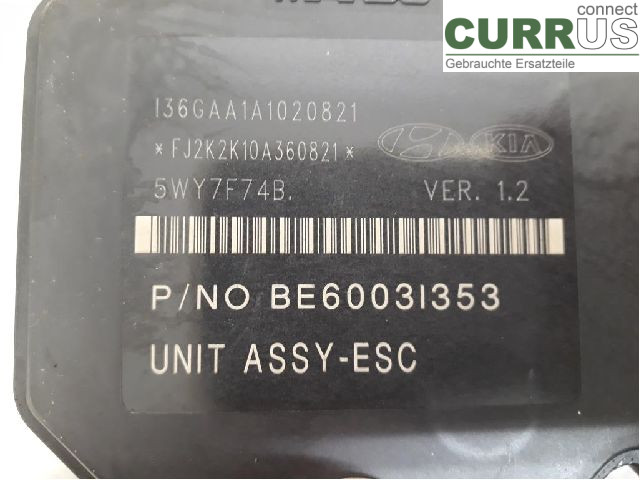 connect
CURRUS
Gebrauchte Ersatzteile
I36GAA1A1020821
*FJ2K2K10A360821*
KIA
5WY7F74B.
VER. 1.2
P/NO BE6003I353
UNIT ASSY-ESC